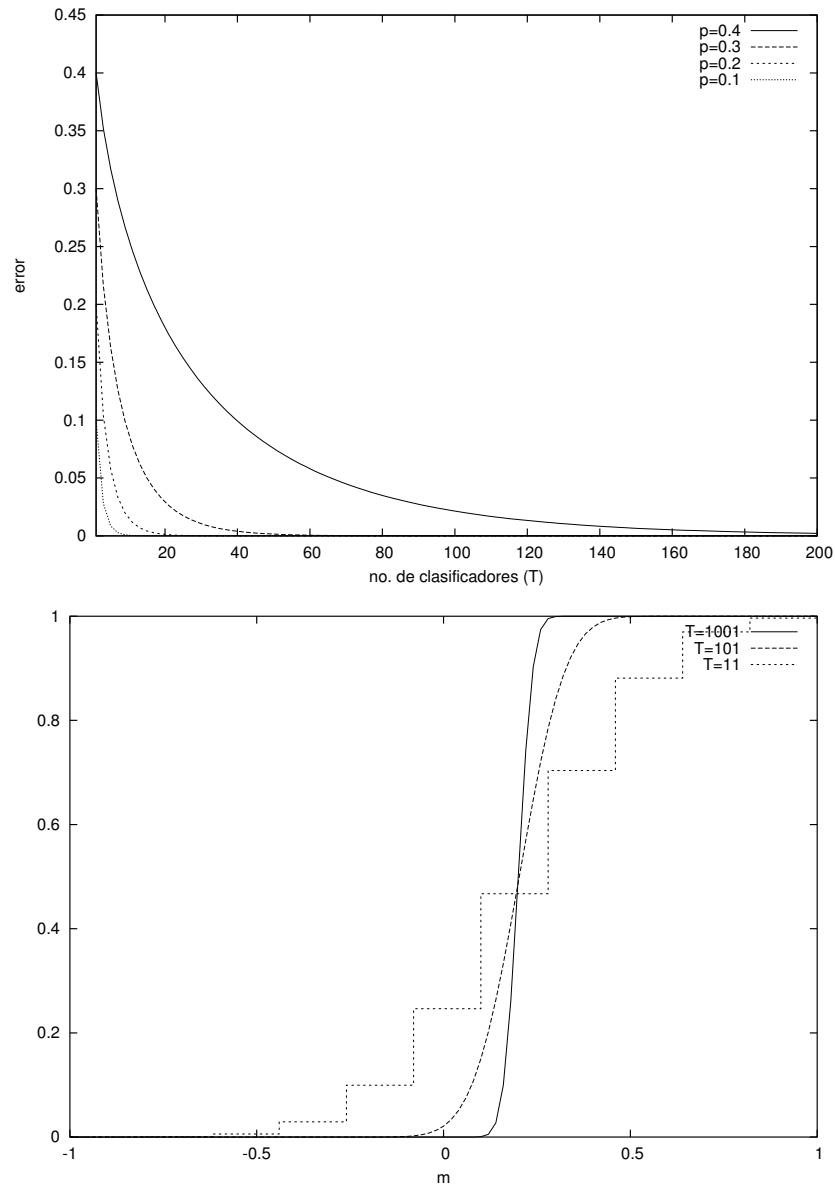 0.45
0.4
0.35
0.3
0.25
0.2
0.15
0.1
0.05
0
error
p=0.4
p=0.3
p=0.2
p=0.1
20 40 60 80 100 120 140 160 180 200
no. de clasificadores (T)
1
0.8
0.6
0.4
0.2
0
T=1001
T=101
T=11
-1 -0.5 0 0.5 1
m